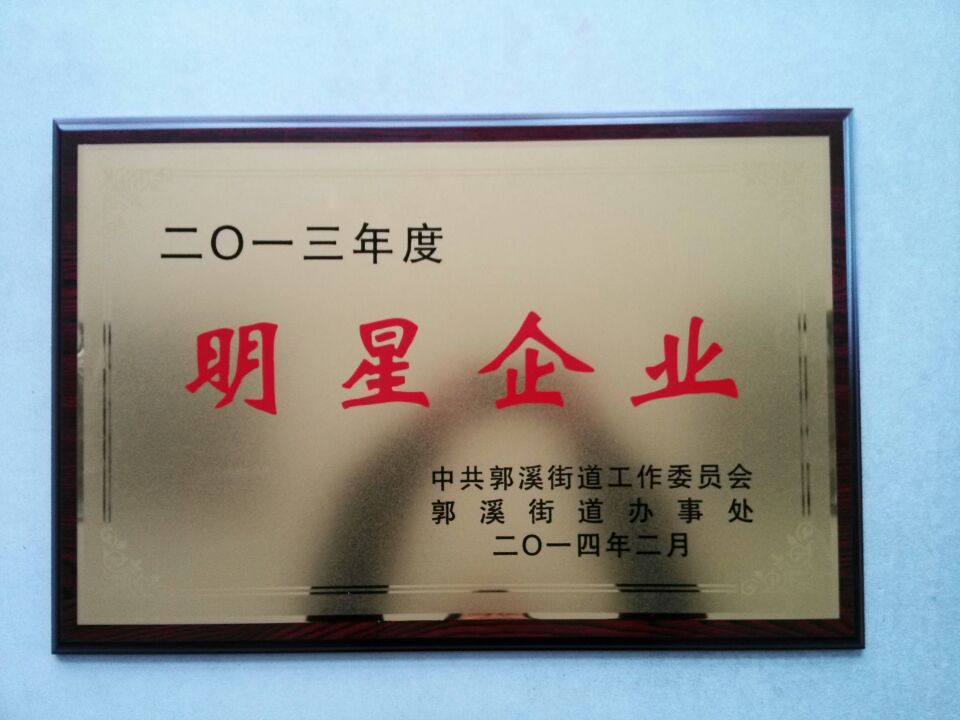 二〇一三年度
明星企业
中共郭溪街道工作委员会
郭溪街道办事处
二〇一四年二月